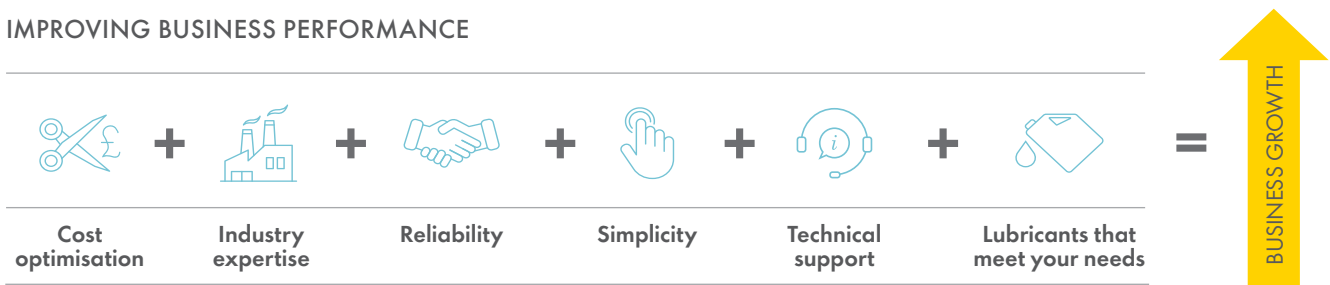 IMPROVING BUSINESS PERFORMANCE
£
+ + + + + =
i
Cost
optimisation
Industry
expertise
Reliability
Simplicity
Technical
support
Lubricants that
meet your needs
BUSINESS GROWTH